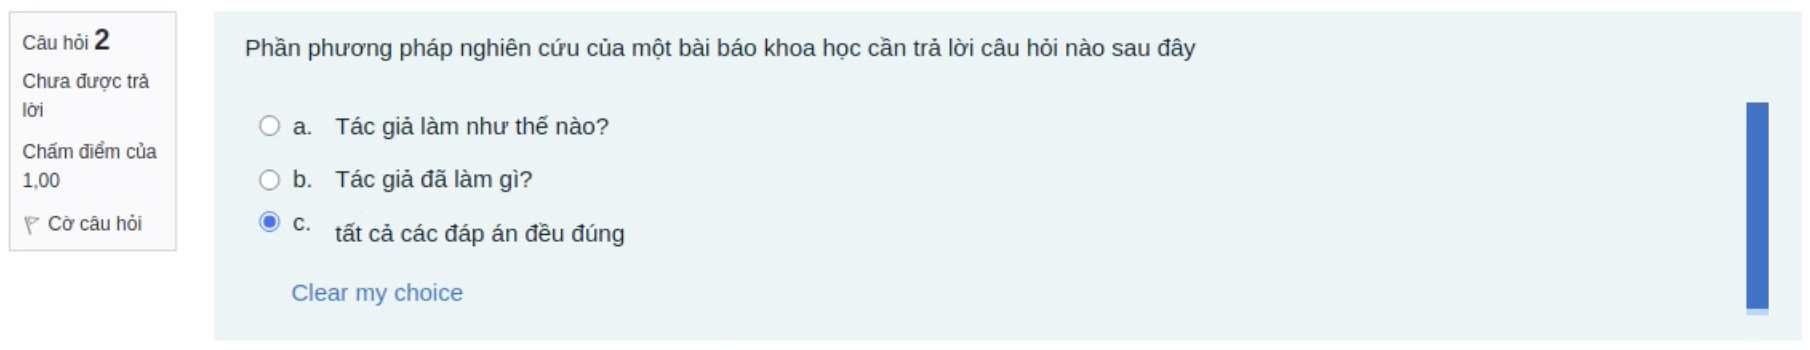 Câu hỏi 2
Chưa được trả
lời
Chấm điểm của
1,00
Cờ câu hỏi
Phần phương pháp nghiên cứu của một bài báo khoa học cần trả lời câu hỏi nào sau đây
a. Tác giả làm như thế nào?
b. Tác giả đã làm gì?
c. tất cả các đáp án đều đúng
Clear my choice